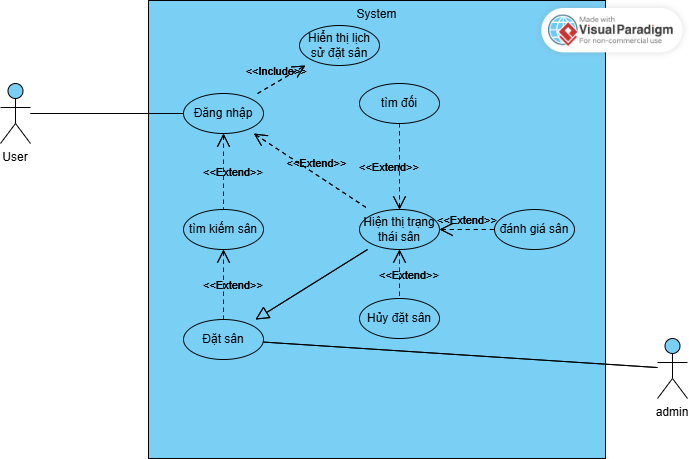 System
Made with
Visual Paradigm
For non-commercial use
Hiển thị lịch
sử đặt sân
<<Include>>
Đăng nhập
tìm đối
User
<<Extend>>
<<Extend>>
<<Extend>>
tìm kiếm sân
Hiện thị trạng
thái sân
<<Extend>>
đánh giá sân
<<Extend>>
<<Extend>>
Hủy đặt sân
Đặt sân
admin